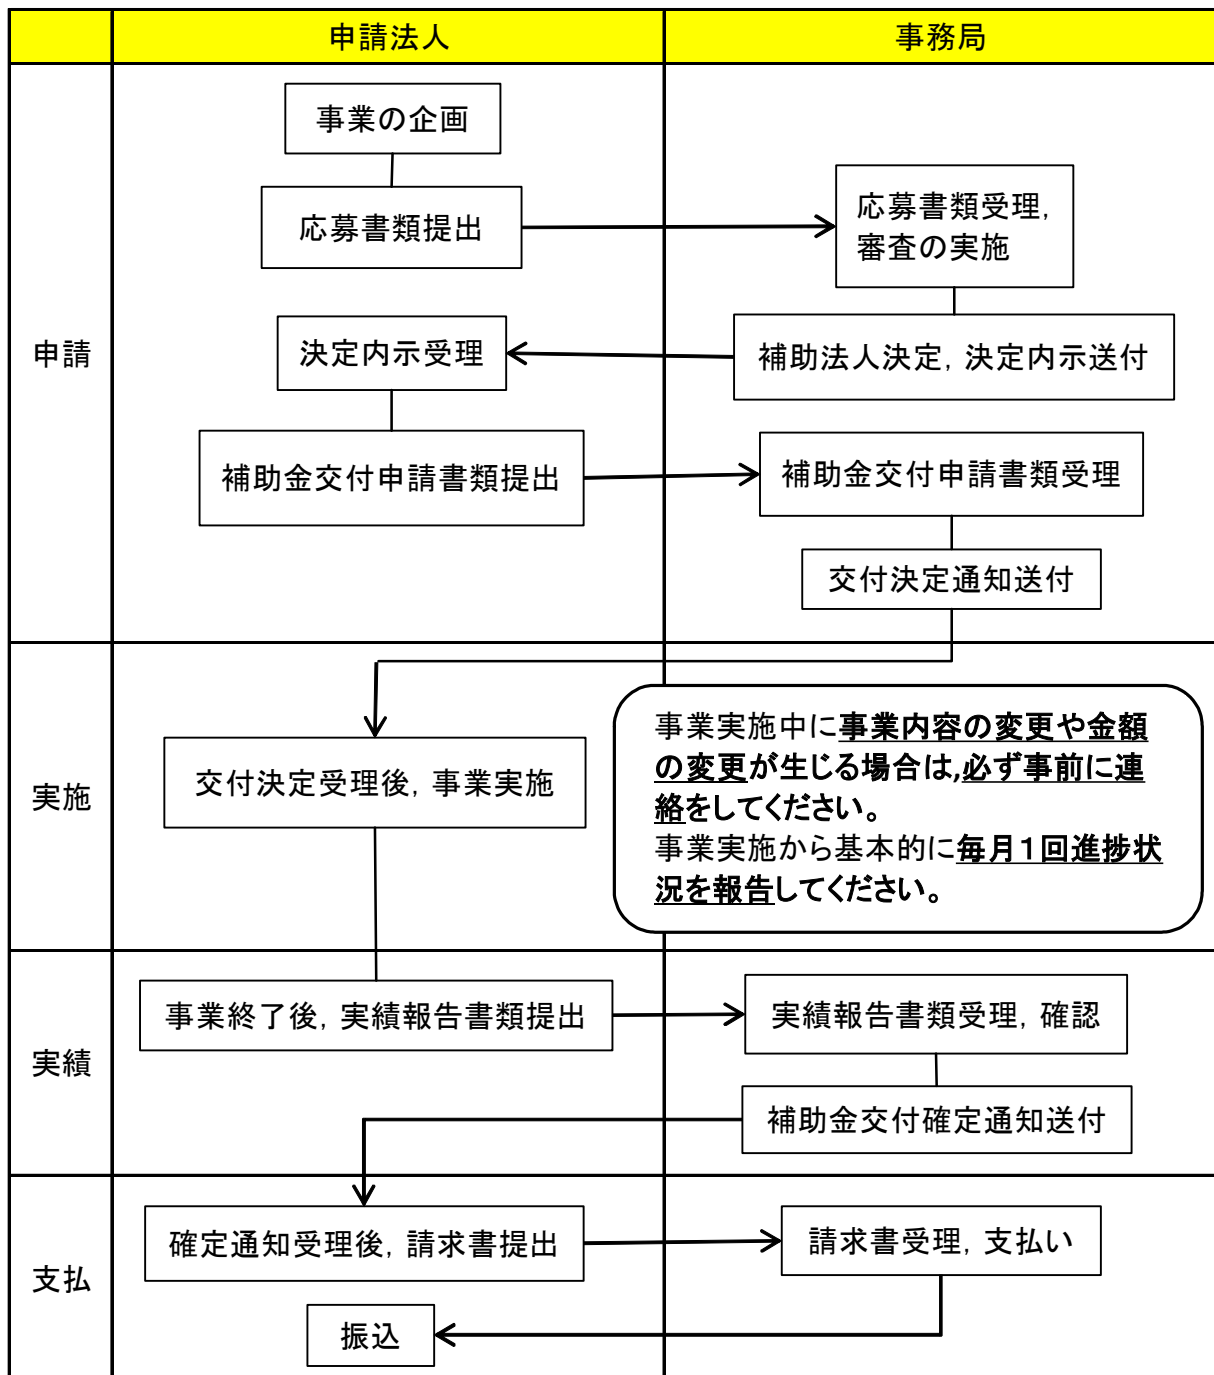 申請法人
事務局
申請
事業の企画
応募書類提出
応募書類受理，
審査の実施
補助法人決定，決定内示送付
決定内示受理
補助金交付申請書類提出
補助金交付申請書類受理
交付決定通知送付
実施
交付決定受理後，事業実施
事業実施中に事業内容の変更や金額
の変更が生じる場合は,必ず事前に連
絡をしてください。
事業実施から基本的に毎月１回進捗状
況を報告してください。
実績
事業終了後，実績報告書類提出
実績報告書類受理，確認
補助金交付確定通知送付
支払
確定通知受理後，請求書提出
請求書受理，支払い
振込